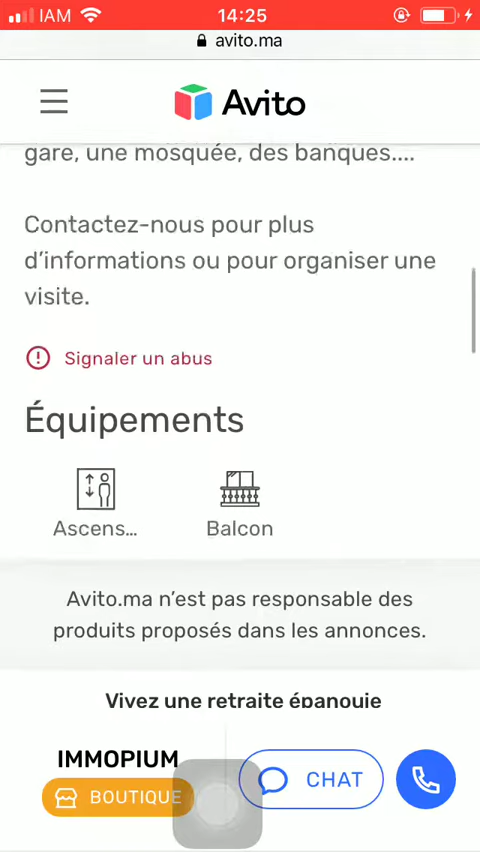 IAM 14:25
avito.ma
Avito
gare, une mosquée, des banques....
Contactez-nous pour plus
d'informations ou pour organiser une
visite.
Signaler un abus
Équipements
Ascens... Balcon
Avito.ma n'est pas responsable des
produits proposés dans les annonces.
Vivez une retraite épanouie
IMMOPIUM
BOUTIQUE
CHAT